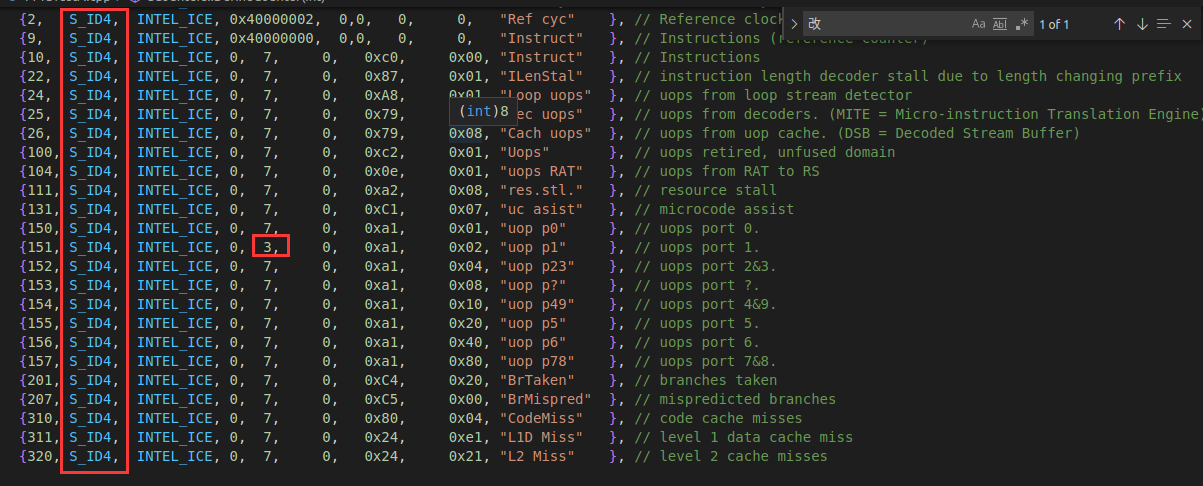 改 Aa ab .* 1 of 1
{2, S_ID4, INTEL_ICE, 0x40000002, 0,0, 0, 0, "Ref cyc" }, // Reference clock
{9, S_ID4, INTEL_ICE, 0x40000000, 0,0, 0, 0, "Instruct" }, // Instructions (reference counter)
{10, S_ID4, INTEL_ICE, 0, 7, 0, 0xc0, 0x00, "Instruct" }, // Instructions
{22, S_ID4, INTEL_ICE, 0, 7, 0, 0x87, 0x01, "ILenStal" }, // instruction length decoder stall due to length changing prefix
{24, S_ID4, INTEL_ICE, 0, 7, 0, 0xA8, 0x01, "Loop uops" }, // uops from loop stream detector
(int)8
{25, S_ID4, INTEL_ICE, 0, 7, 0, 0x79, ec uops" }, // uops from decoders. (MITE = Micro-instruction Translation Engine)
{26, S_ID4, INTEL_ICE, 0, 7, 0, 0x79, 0x08, "Cach uops" }, // uops from uop cache. (DSB = Decoded Stream Buffer)
{100, S_ID4, INTEL_ICE, 0, 7, 0, 0xc2, 0x01, "Uops" }, // uops retired, unfused domain
{104, S_ID4, INTEL_ICE, 0, 7, 0, 0x0e, 0x01, "uops RAT" }, // uops from RAT to RS
{111, S_ID4, INTEL_ICE, 0, 7, 0, 0xa2, 0x08, "res.stl." }, // resource stall
{131, S_ID4, INTEL_ICE, 0, 7, 0, 0xC1, 0x07, "uc asist" }, // microcode assist
{150, S_ID4, INTEL_ICE, 0, 7, 0, 0xa1, 0x01, "uop p0" }, // uops port 0.
{151, S_ID4, INTEL_ICE, 0, 3, 0, 0xa1, 0x02, "uop p1" }, // uops port 1.
{152, S_ID4, INTEL_ICE, 0, 7, 0, 0xa1, 0x04, "uop p23" }, // uops port 2&3.
{153, S_ID4, INTEL_ICE, 0, 7, 0, 0xa1, 0x08, "uop p?" }, // uops port ?.
{154, S_ID4, INTEL_ICE, 0, 7, 0, 0xa1, 0x10, "uop p49" }, // uops port 4&9.
{155, S_ID4, INTEL_ICE, 0, 7, 0, 0xa1, 0x20, "uop p5" }, // uops port 5.
{156, S_ID4, INTEL_ICE, 0, 7, 0, 0xa1, 0x40, "uop p6" }, // uops port 6.
{157, S_ID4, INTEL_ICE, 0, 7, 0, 0xa1, 0x80, "uop p78" }, // uops port 7&8.
{201, S_ID4, INTEL_ICE, 0, 7, 0, 0xC4, 0x20, "BrTaken" }, // branches taken
{207, S_ID4, INTEL_ICE, 0, 7, 0, 0xC5, 0x00, "BrMispred" }, // mispredicted branches
{310, S_ID4, INTEL_ICE, 0, 7, 0, 0x80, 0x04, "CodeMiss" }, // code cache misses
{311, S_ID4, INTEL_ICE, 0, 7, 0, 0x24, 0xe1, "L1D Miss" }, // level 1 data cache miss
{320, S_ID4, INTEL_ICE, 0, 7, 0, 0x24, 0x21, "L2 Miss" }, // level 2 cache misses